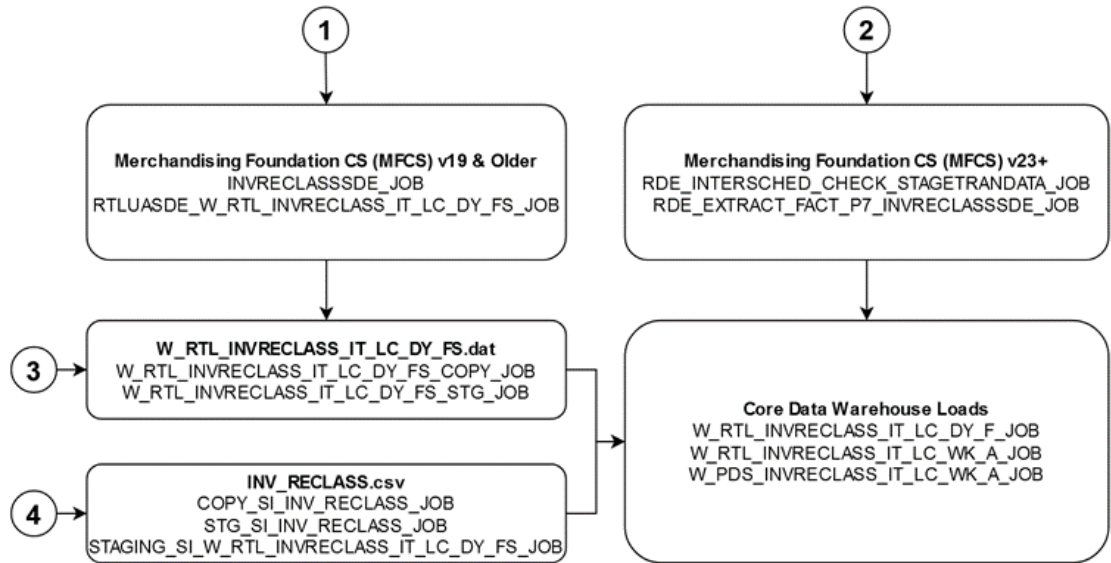 1
2
Merchandising Foundation CS (MFCS) v19 & Older
INVRECLASSSDE_JOB
RTLUASDE_W_RTL_INVRECLASS_IT_LC_DY_FS_JOB
Merchandising Foundation CS (MFCS) v23+
RDE_INTERSCHED_CHECK_STAGETRANDATA_JOB
RDE_EXTRACT_FACT_P7_INVRECLASSSDE_JOB
3
W_RTL_INVRECLASS_IT_LC_DY_FS.dat
W_RTL_INVRECLASS_IT_LC_DY_FS_COPY_JOB
W_RTL_INVRECLASS_IT_LC_DY_FS_STG_JOB
4
INV_RECLASS.csv
COPY_SI_INV_RECLASS_JOB
STG_SI_INV_RECLASS_JOB
STAGING_SI_W_RTL_INVRECLASS_IT_LC_DY_FS_JOB
Core Data Warehouse Loads
W_RTL_INVRECLASS_IT_LC_DY_F_JOB
W_RTL_INVRECLASS_IT_LC_WK_A_JOB
W_PDS_INVRECLASS_IT_LC_WK_A_JOB